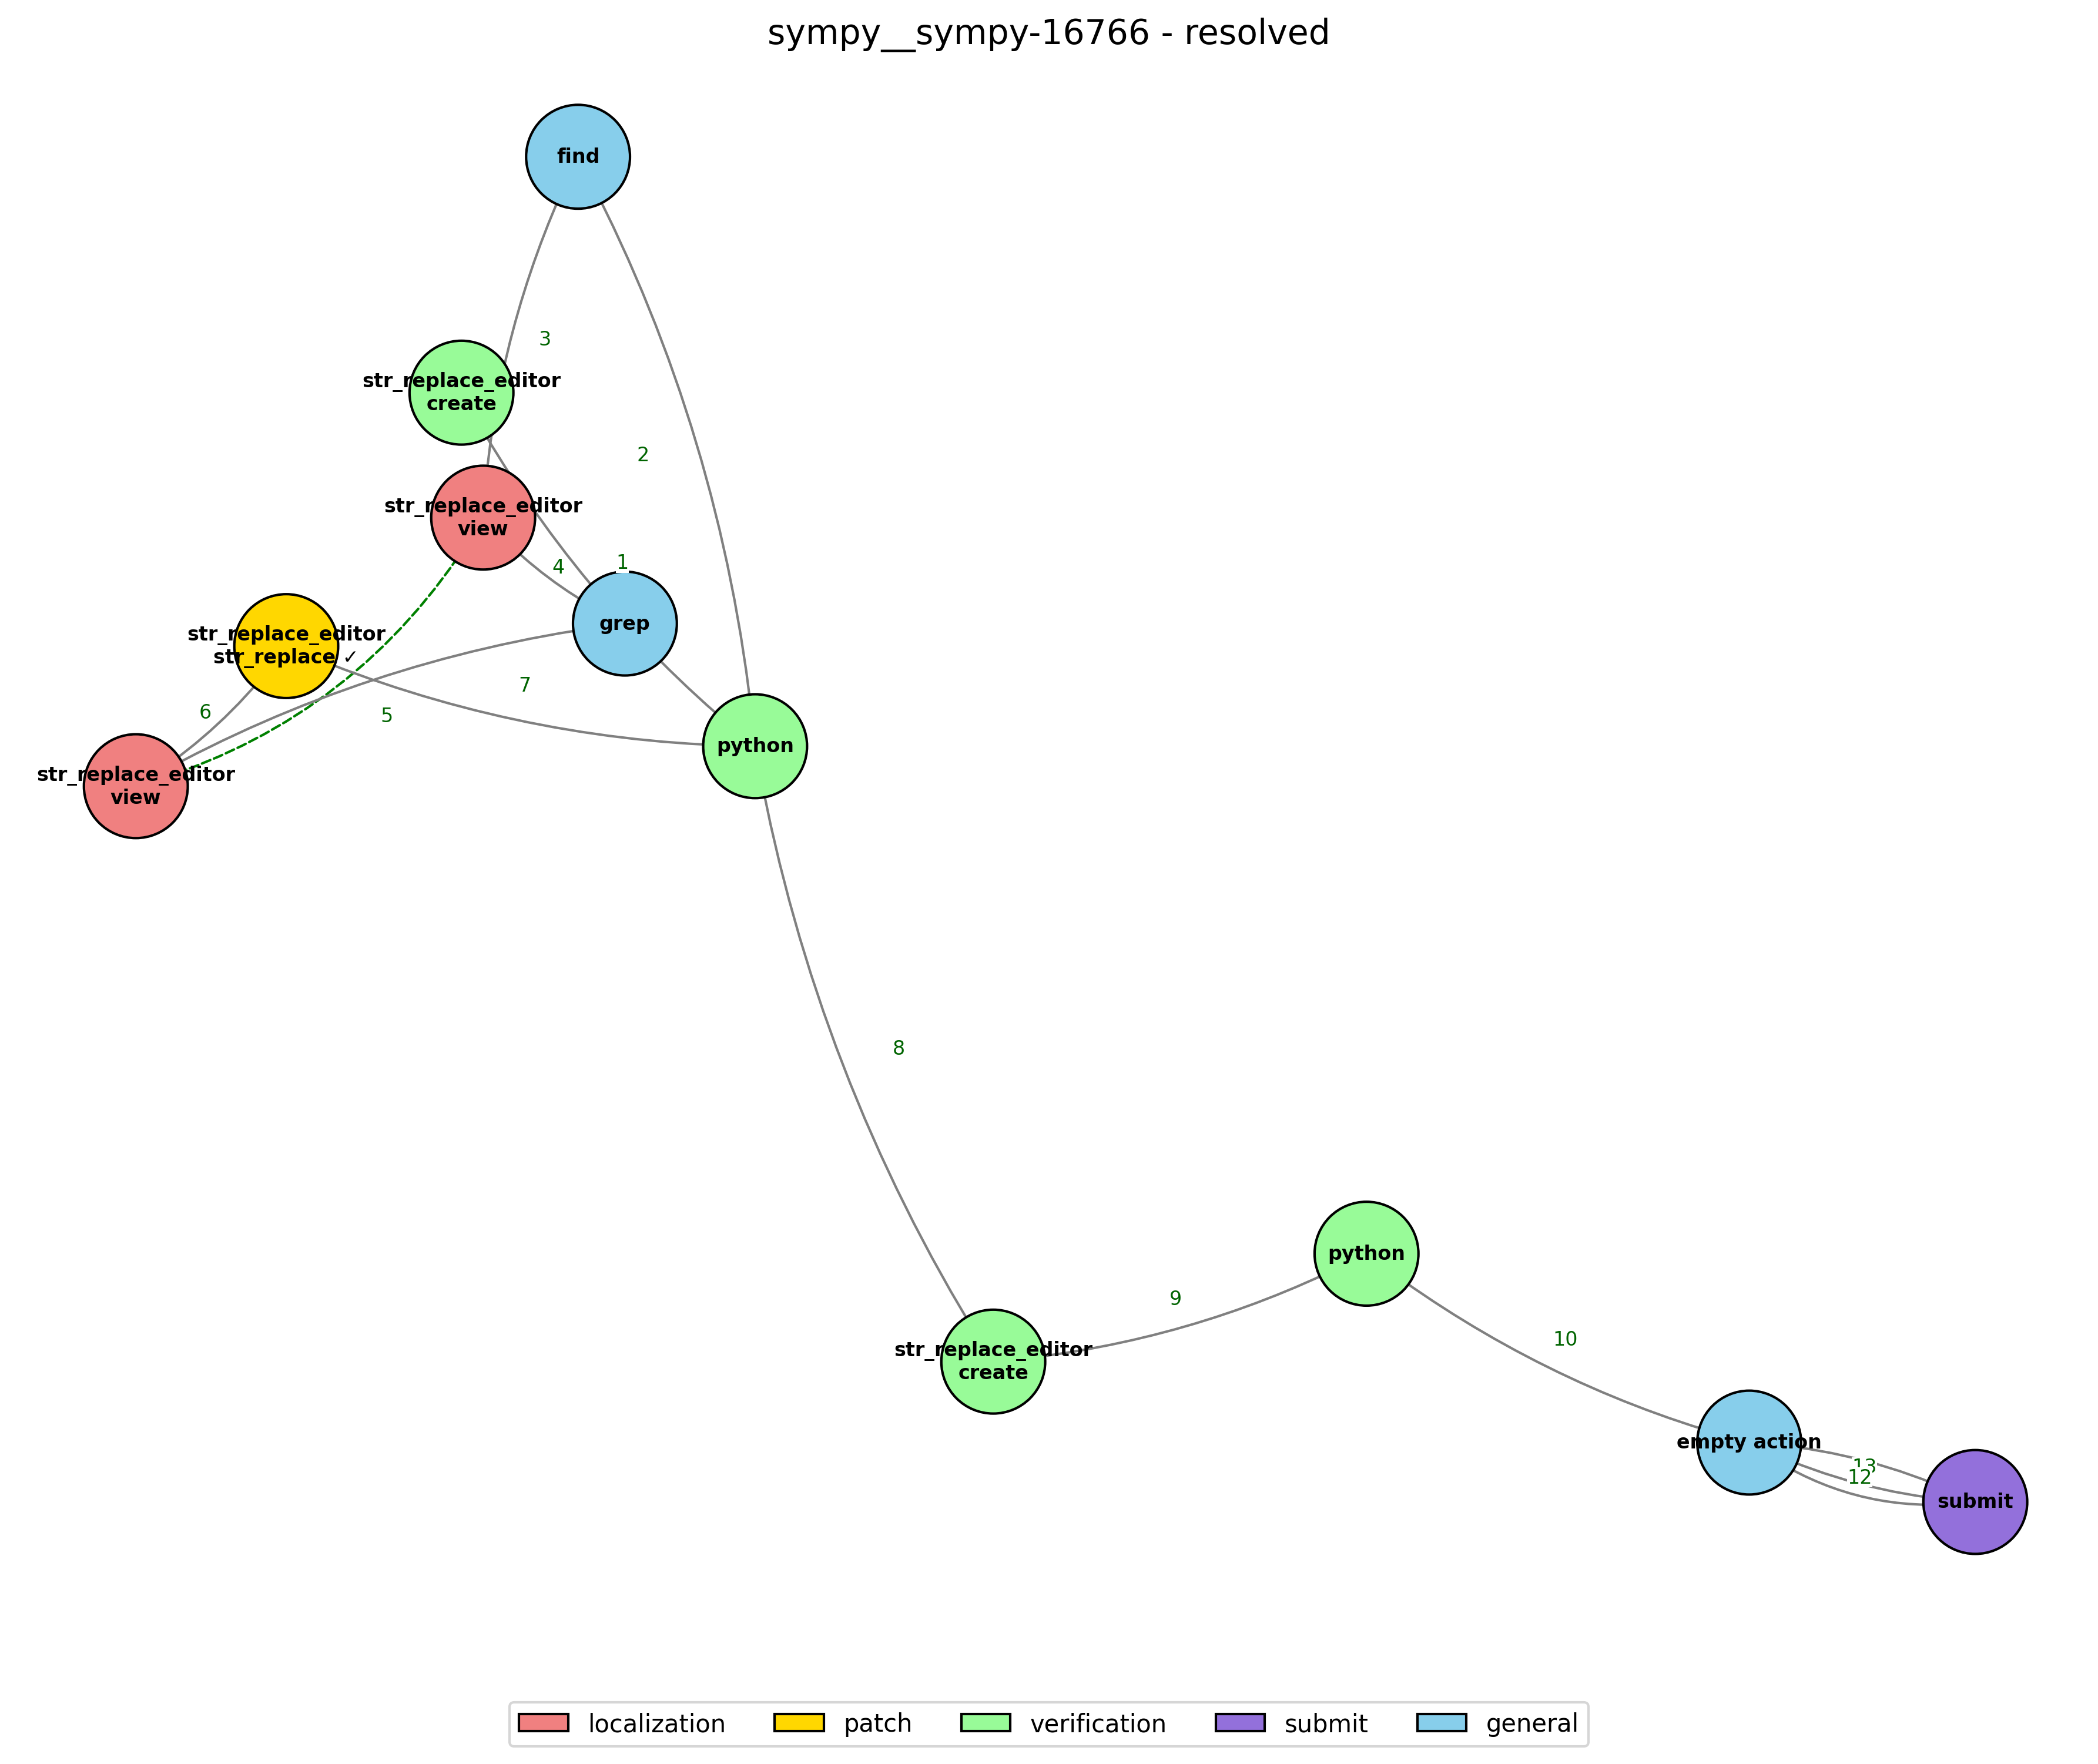 sympy__sympy-16766 - resolved
find
3
str_replace_editor
create
2
str_replace_editor
view
4
1
grep
str_replace_editor
str_replace ✓
7
6
5
python
str_replace_editor
view
8
python
9
10
str_replace_editor
create
empty action
13
12
submit
localization
patch
verification
submit
general